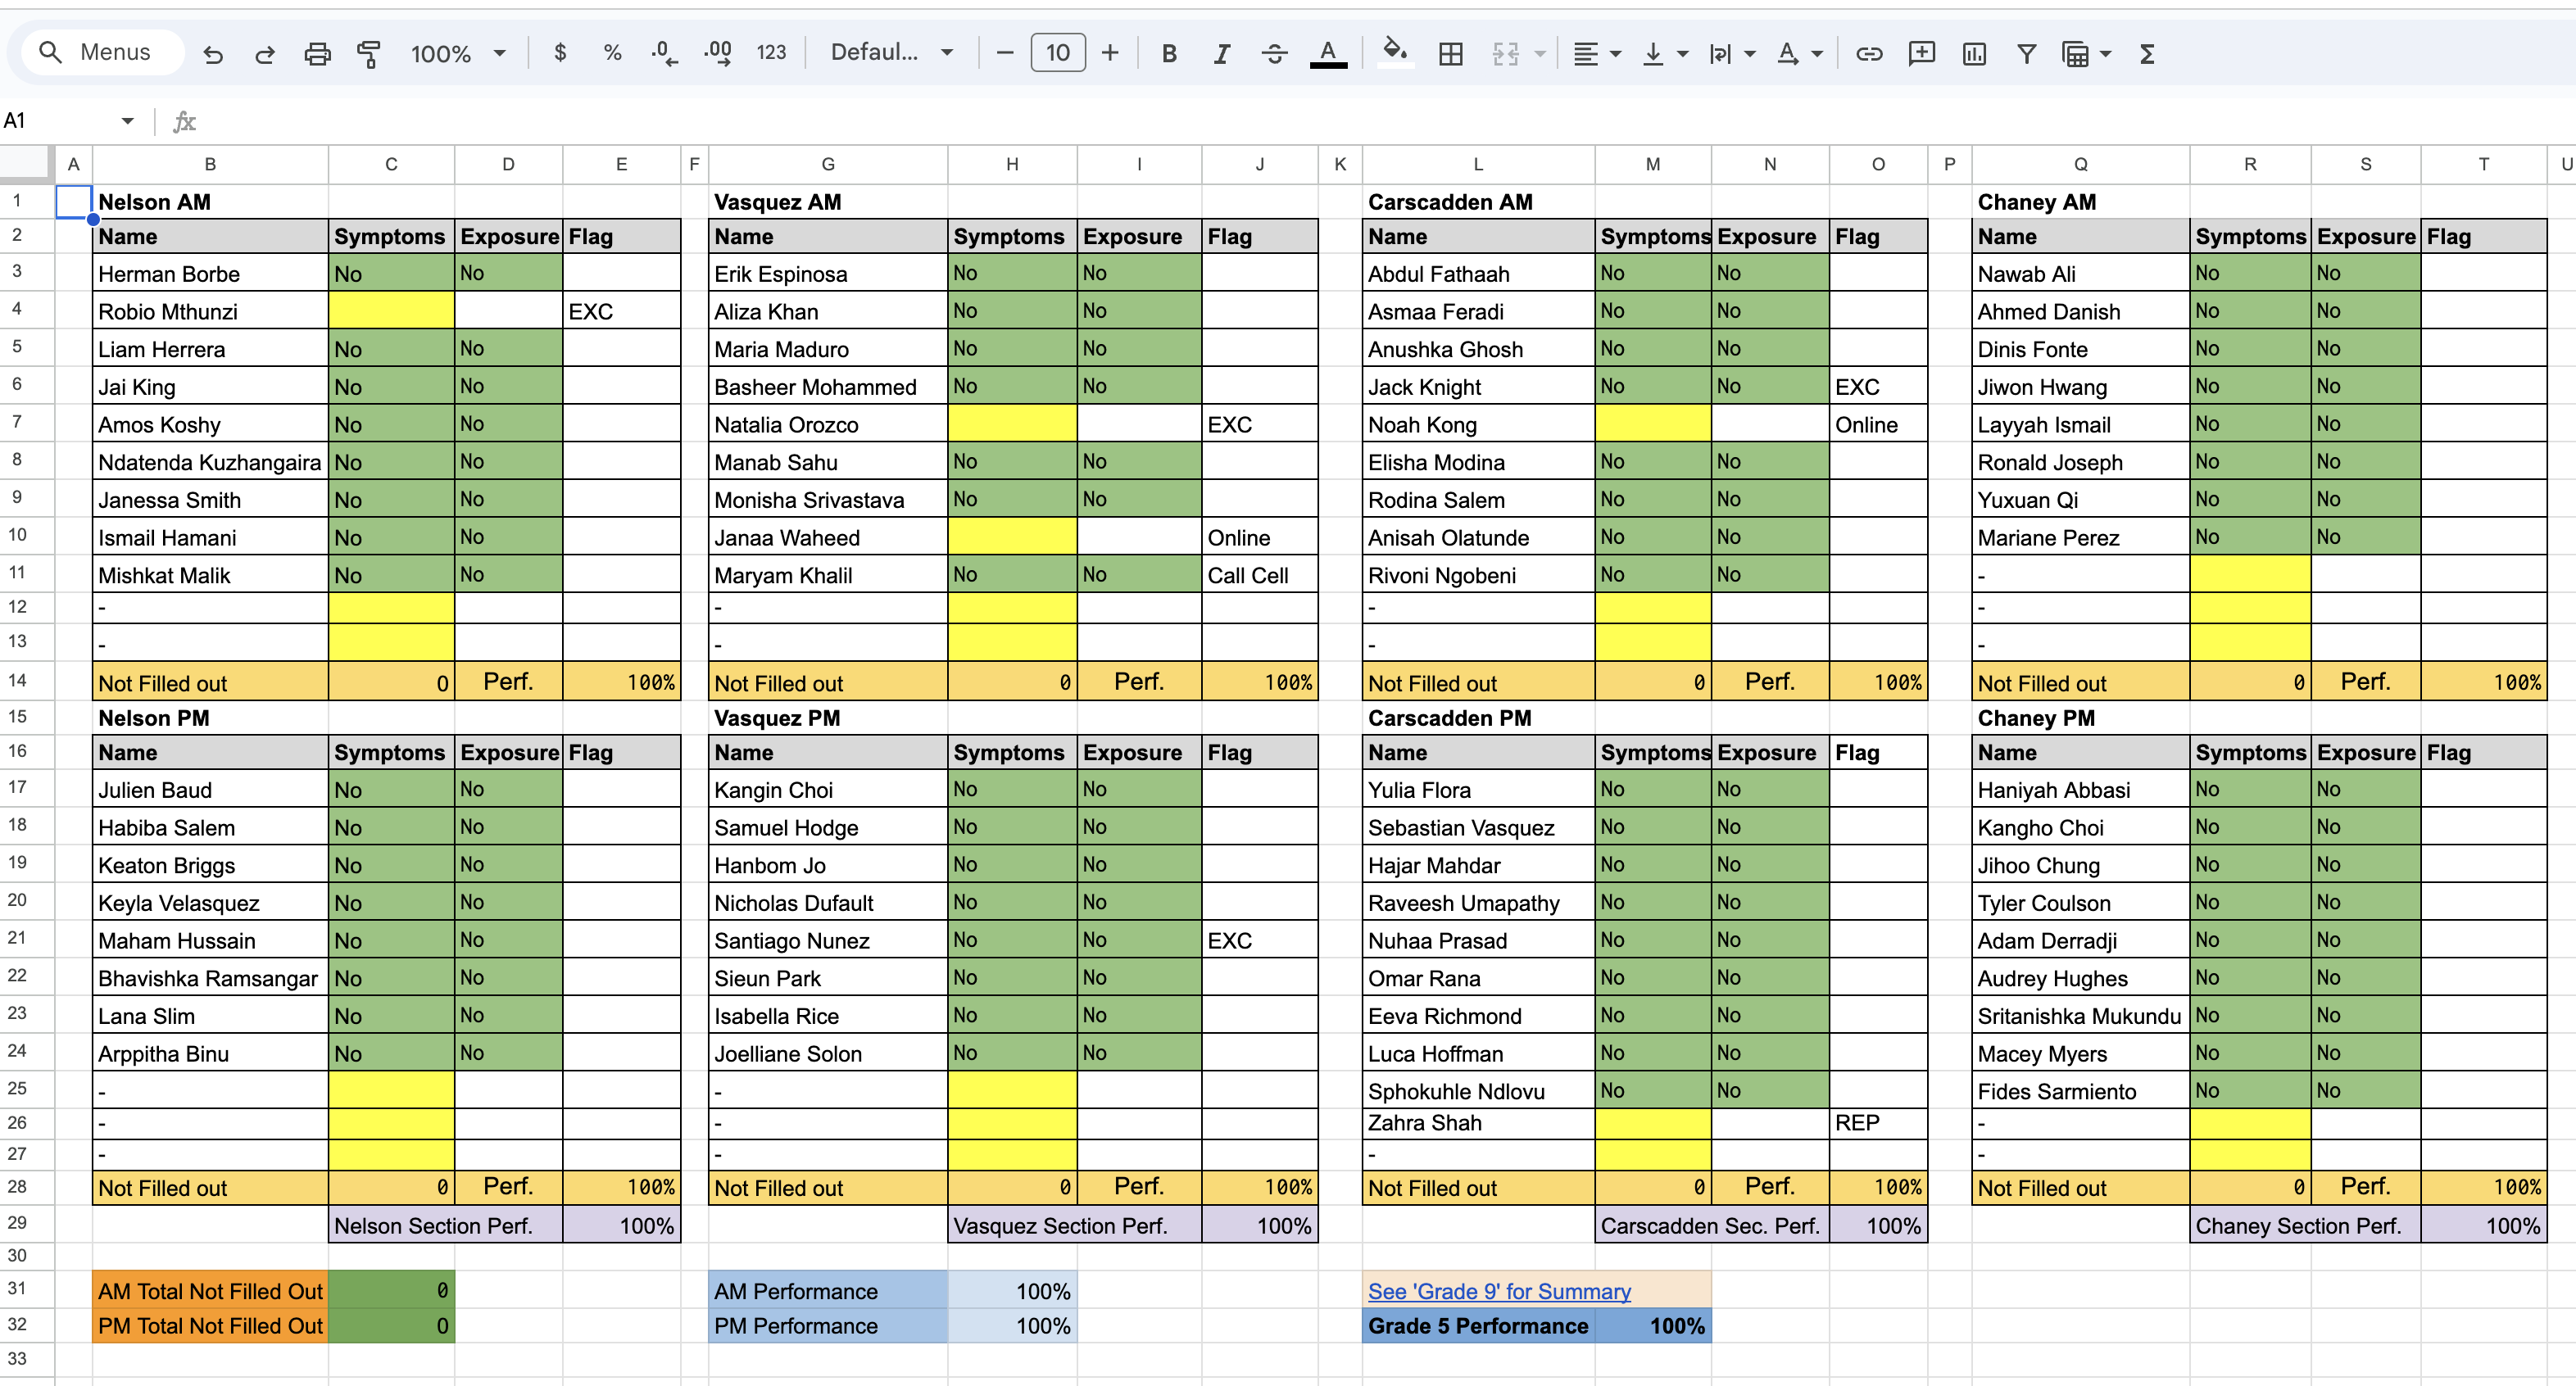 Menus 100% $ % .0 .00 123 Defaul... 10 B I A A Σ
A1 fx
A B C D E F G H I J K L M N O P Q R S T U
1 Nelson AM Vasquez AM Carscadden AM Chaney AM
2 Name Symptoms Exposure Flag Name Symptoms Exposure Flag Name Symptoms Exposure Flag Name Symptoms Exposure Flag
3 Herman Borbe No No Erik Espinosa No No Abdul Fathaah No No Nawab Ali No No
4 Robio Mthunzi EXC Aliza Khan No No Asmaa Feradi No No Ahmed Danish No No
5 Liam Herrera No No Maria Maduro No No Anushka Ghosh No No Dinis Fonte No No
6 Jai King No No Basheer Mohammed No No Jack Knight No No EXC Jiwon Hwang No No
7 Amos Koshy No No Natalia Orozco EXC Noah Kong Online Layyah Ismail No No
8 Ndatenda Kuzhangaira No No Manab Sahu No No Elisha Modina No No Ronald Joseph No No
9 Janessa Smith No No Monisha Srivastava No No Rodina Salem No No Yuxuan Qi No No
10 Ismail Hamani No No Janaa Waheed Online Anisah Olatunde No No Mariane Perez No No
11 Mishkat Malik No No Maryam Khalil No No Call Cell Rivoni Ngobeni No No -
12 - - - -
13 - - - -
14 Not Filled out 0 Perf. 100% Not Filled out 0 Perf. 100% Not Filled out 0 Perf. 100% Not Filled out 0 Perf. 100%
15 Nelson PM Vasquez PM Carscadden PM Chaney PM
16 Name Symptoms Exposure Flag Name Symptoms Exposure Flag Name Symptoms Exposure Flag Name Symptoms Exposure Flag
17 Julien Baud No No Kangin Choi No No Yulia Flora No No Haniyah Abbasi No No
18 Habiba Salem No No Samuel Hodge No No Sebastian Vasquez No No Kangho Choi No No
19 Keaton Briggs No No Hanbom Jo No No Hajar Mahdar No No Jihoo Chung No No
20 Keyla Velasquez No No Nicholas Dufault No No Raveesh Umapathy No No Tyler Coulson No No
21 Maham Hussain No No Santiago Nunez No No EXC Nuhaa Prasad No No Adam Derradji No No
22 Bhavishka Ramsangar No No Sieun Park No No Omar Rana No No Audrey Hughes No No
23 Lana Slim No No Isabella Rice No No Eeva Richmond No No Sritanishka Mukundu No No
24 Arppitha Binu No No Joelliane Solon No No Luca Hoffman No No Macey Myers No No
25 - - Sphokuhle Ndlovu No No Fides Sarmiento No No
26 - - Zahra Shah REP -
27 - - - -
28 Not Filled out 0 Perf. 100% Not Filled out 0 Perf. 100% Not Filled out 0 Perf. 100% Not Filled out 0 Perf. 100%
29 Nelson Section Perf. 100% Vasquez Section Perf. 100% Carscadden Sec. Perf. 100% Chaney Section Perf. 100%
30
31 AM Total Not Filled Out 0 AM Performance 100% See 'Grade 9' for Summary
32 PM Total Not Filled Out 0 PM Performance 100% Grade 5 Performance 100%
33